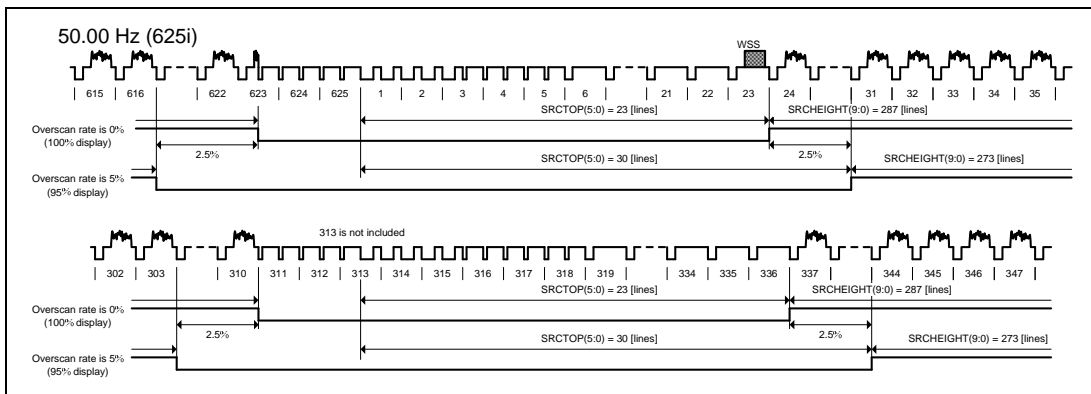 50.00 Hz (625i)
WSS
615 616 622 623 624 625 1 2 3 4 5 6 21 22 23 24 31 32 33 34 35
SRCTOP(5:0) = 23 [lines] SRCHEIGHT(9:0) = 287 [lines]
Overscan rate is 0%
(100% display)
2.5% 2.5%
SRCTOP(5:0) = 30 [lines] SRCHEIGHT(9:0) = 273 [lines]
Overscan rate is 5%
(95% display)
313 is not included
302 303 310 311 312 313 314 315 316 317 318 319 334 335 336 337 344 345 346 347
SRCTOP(5:0) = 23 [lines] SRCHEIGHT(9:0) = 287 [lines]
Overscan rate is 0%
(100% display)
2.5% 2.5%
SRCTOP(5:0) = 30 [lines] SRCHEIGHT(9:0) = 273 [lines]
Overscan rate is 5%
(95% display)